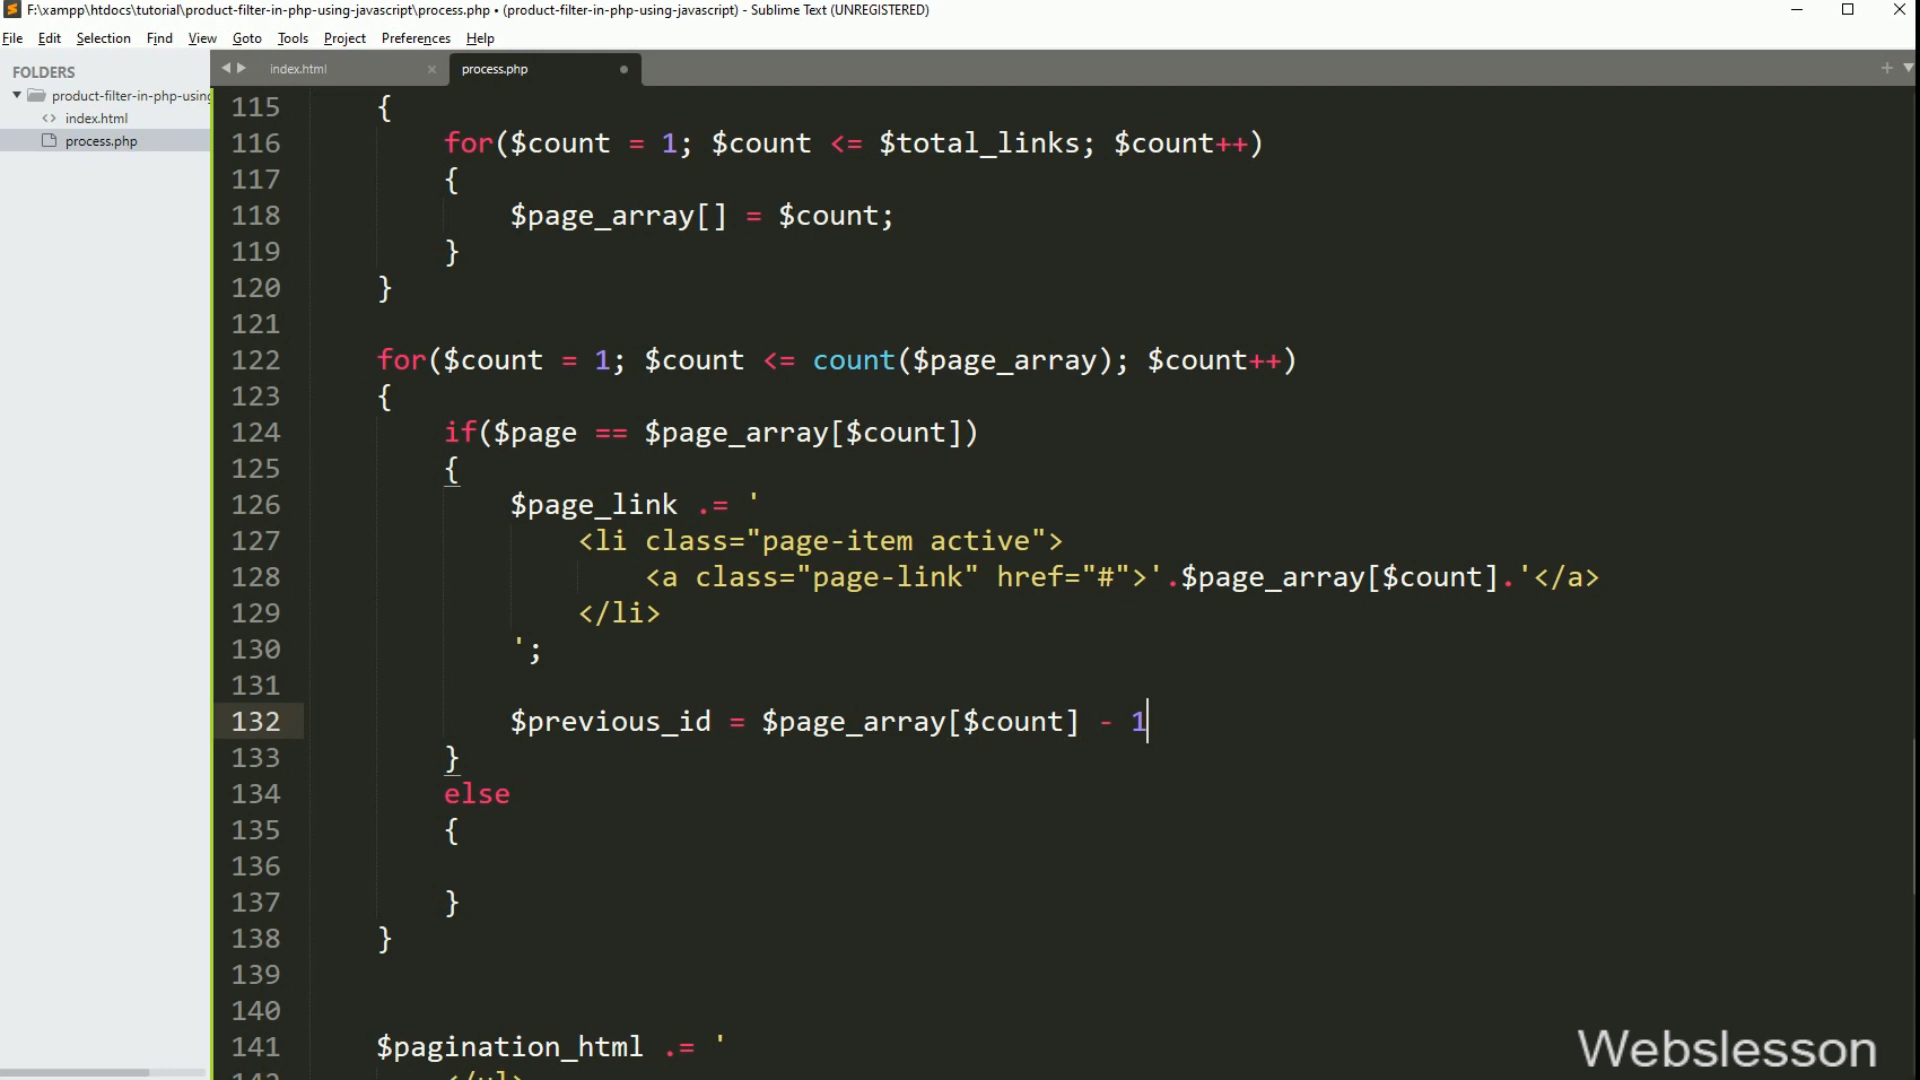 F:\xampp\htdocs\tutorial\product-filter-in-php-using-javascript\process.php • (product-filter-in-php-using-javascript) - Sublime Text (UNREGISTERED)
File Edit Selection Find View Goto Tools Project Preferences Help
FOLDERS
product-filter-in-php-using
index.html
process.php
index.html process.php
115 {
116 for($count = 1; $count <= $total_links; $count++)
117 {
118 $page_array[] = $count;
119 }
120 }
121
122 for($count = 1; $count <= count($page_array); $count++)
123 {
124 if($page == $page_array[$count])
125 {
126 $page_link .= '
127 <li class="page-item active">
128 <a class="page-link" href="#">'.$page_array[$count].'</a>
129 </li>
130 ';
131
132 $previous_id = $page_array[$count] - 1
133 }
134 else
135 {
136
137 }
138 }
139
140
141 $pagination_html .= '
Webslesson